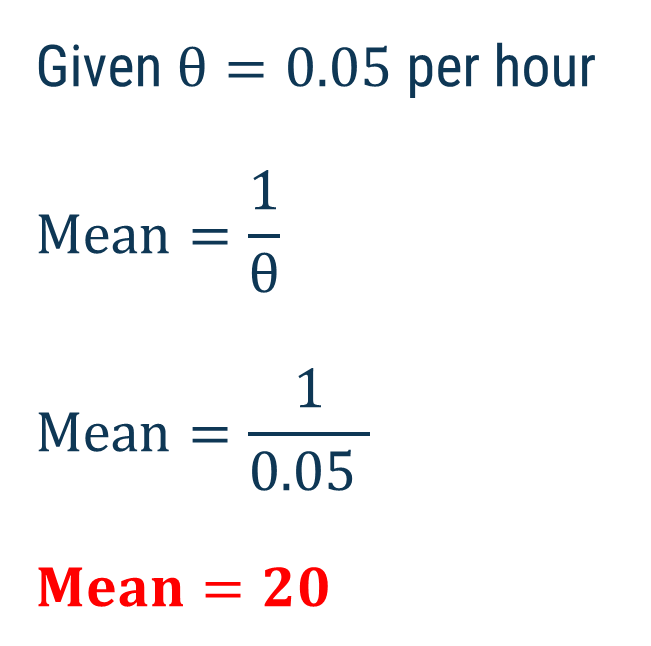 Given θ = 0.05 per hour
Mean = 1/θ
Mean = 1/0.05
Mean = 20